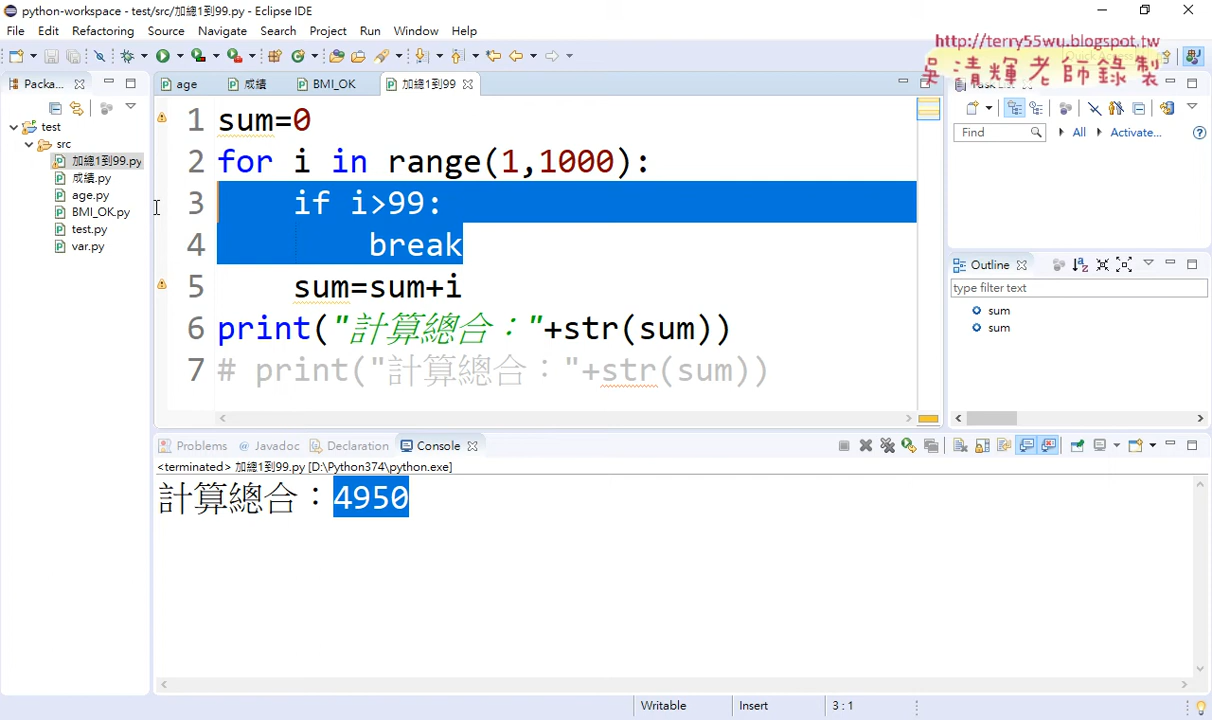 python-workspace - test/src/加總1到99.py - Eclipse IDE
File Edit Refactoring Source Navigate Search Project Run Window Help
http://terry55wu.blogspot.tw
吳清輝老師錄製
Packa...
age
成績
BMI_OK
加總1到99
test
src
加總1到99.py
成績.py
age.py
BMI_OK.py
test.py
var.py
1 sum=0
2 for i in range(1,1000):
3 if i>99:
4 break
5 sum=sum+i
6 print("計算總合："+str(sum))
7 # print("計算總合："+str(sum))
Find
All
Activate...
Outline
type filter text
sum
sum
Problems
Javadoc
Declaration
Console
<terminated> 加總1到99.py [D:\Python374\python.exe]
計算總合：4950
Writable
Insert
3 : 1